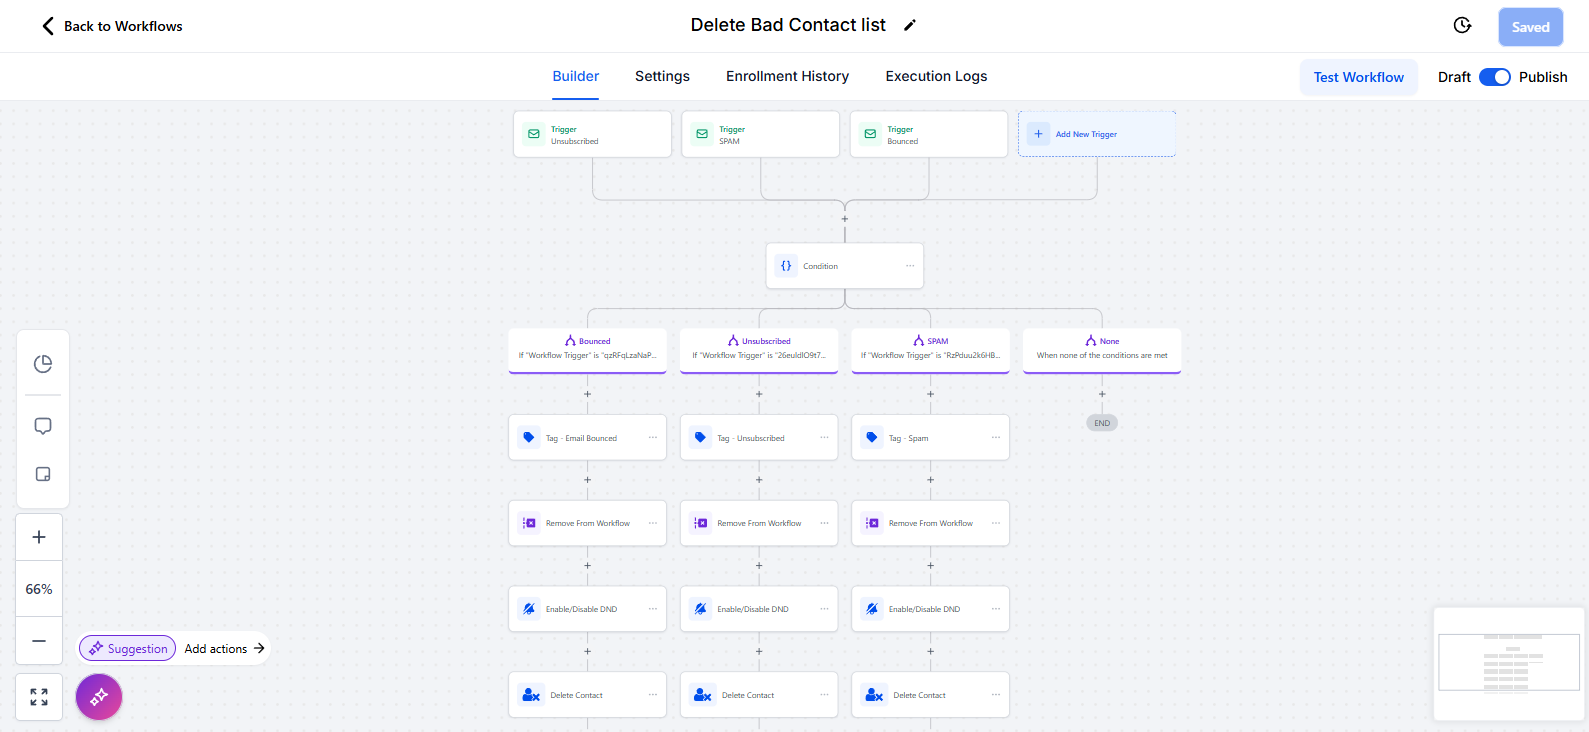 Back to Workflows
Delete Bad Contact list
Saved
Builder
Settings
Enrollment History
Execution Logs
Test Workflow
Draft
Publish
Trigger
Unsubscribed
Trigger
SPAM
Trigger
Bounced
Add New Trigger
Condition
Bounced
If "Workflow Trigger" is "qzRFqLzaNaP...
Unsubscribed
If "Workflow Trigger" is "26euldIO9t7...
SPAM
If "Workflow Trigger" is "RzPduu2k6HB...
None
When none of the conditions are met
END
Tag - Email Bounced
Tag - Unsubscribed
Tag - Spam
Remove From Workflow
Remove From Workflow
Remove From Workflow
Enable/Disable DND
Enable/Disable DND
Enable/Disable DND
Delete Contact
Delete Contact
Delete Contact
66%
Suggestion
Add actions